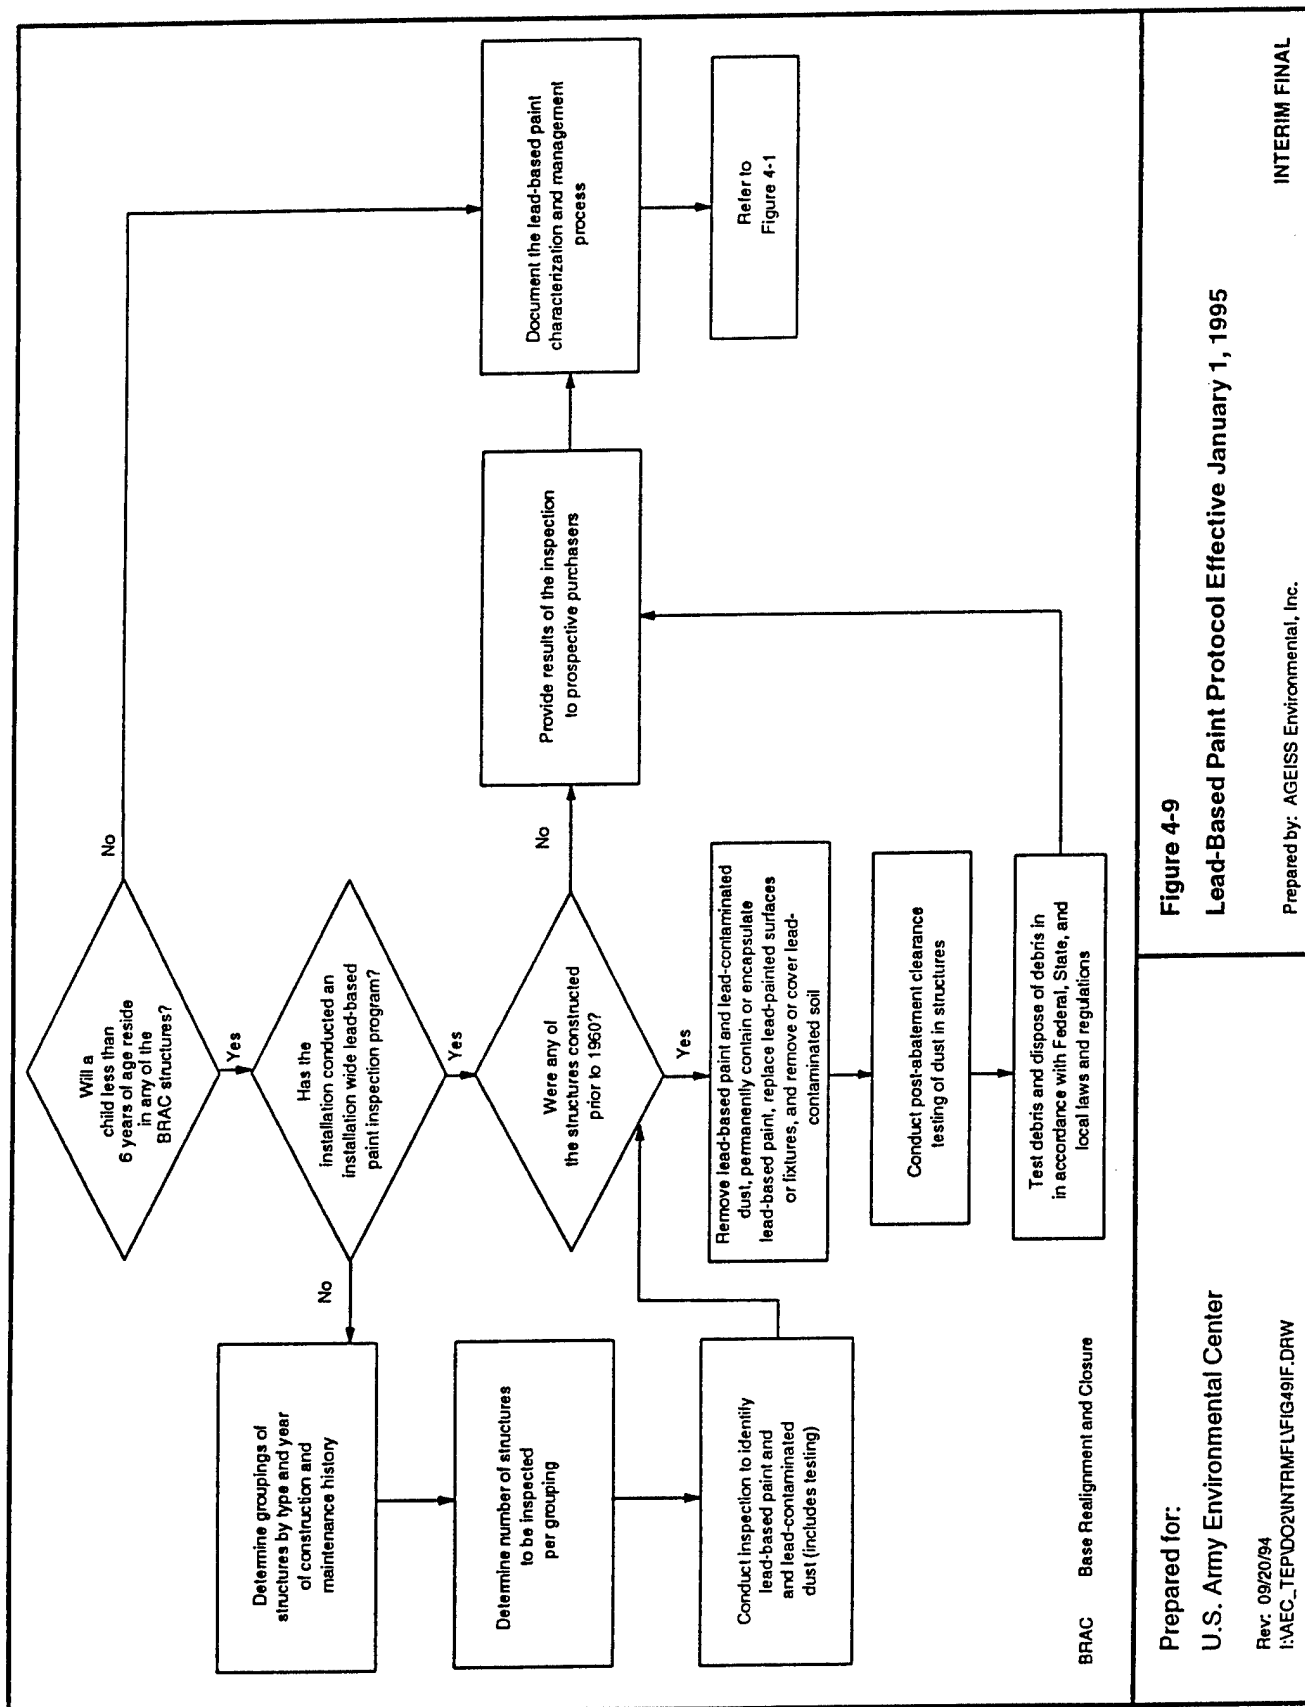 Will a
child less than
6 years of age reside
in any of the
BRAC structures?
No
Yes
Has the
installation conducted an
installation wide lead-based
paint inspection program?
No
Yes
Determine groupings of
structures by type and year
of construction and
maintenance history
Determine number of structures
to be inspected
per grouping
Conduct Inspection to identify
lead-based paint and
and lead-contaminated
dust (includes testing)
Were any of
the structures constructed
prior to 1960?
No
Yes
Remove lead-based paint and lead-contaminated
dust, permanently contain or encapsulate
lead-based paint, replace lead-painted surfaces
or fixtures, and remove or cover lead-
contaminated soil
Conduct post-abatement clearance
testing of dust in structures
Test debris and dispose of debris in
in accordance with Federal, State, and
local laws and regulations
Provide results of the inspection
to prospective purchasers
Document the lead-based paint
characterization and management
process
Refer to
Figure 4-1
BRAC Base Realignment and Closure
Prepared for:
U.S. Army Environmental Center
Rev: 09/20/94
I:\AEC_TEP\DO2\INTRMFL\FIG49IF.DRW
Figure 4-9
Lead-Based Paint Protocol Effective January 1, 1995
Prepared by: AGEISS Environmental, Inc.
INTERIM FINAL